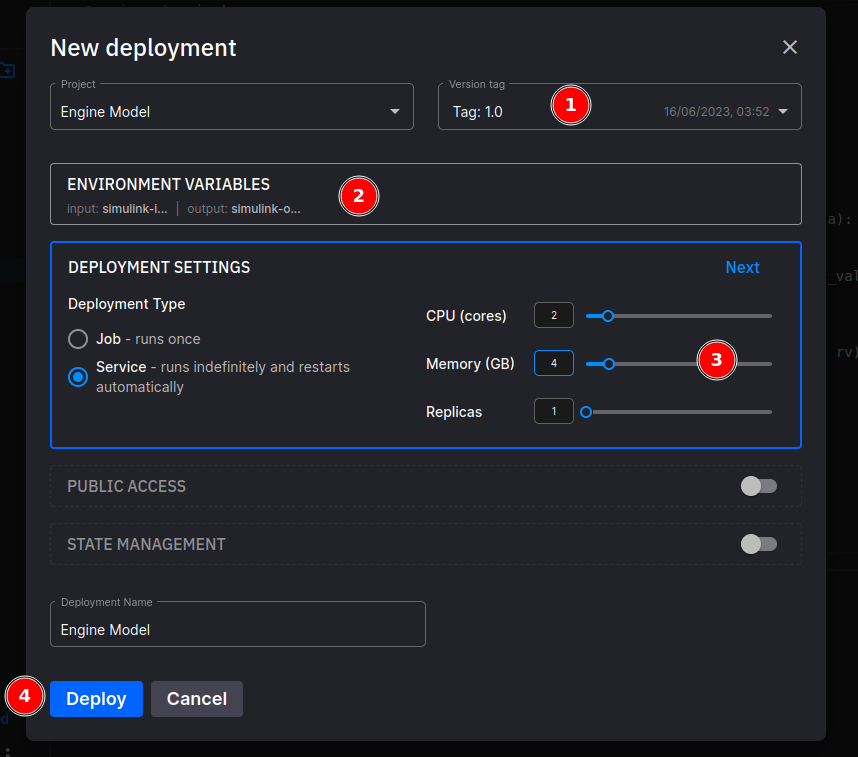 New deployment
Project
Engine Model
Version tag
Tag: 1.0
1
16/06/2023, 03:52
ENVIRONMENT VARIABLES
2
input: simulink-i... | output: simulink-o...
a):
DEPLOYMENT SETTINGS
Next
_val
Deployment Type
CPU (cores)
2
Job - runs once
Service - runs indefinitely and restarts
automatically
Memory (GB)
4
3
rv)
Replicas
1
PUBLIC ACCESS
STATE MANAGEMENT
Deployment Name
Engine Model
4
Deploy
Cancel
d